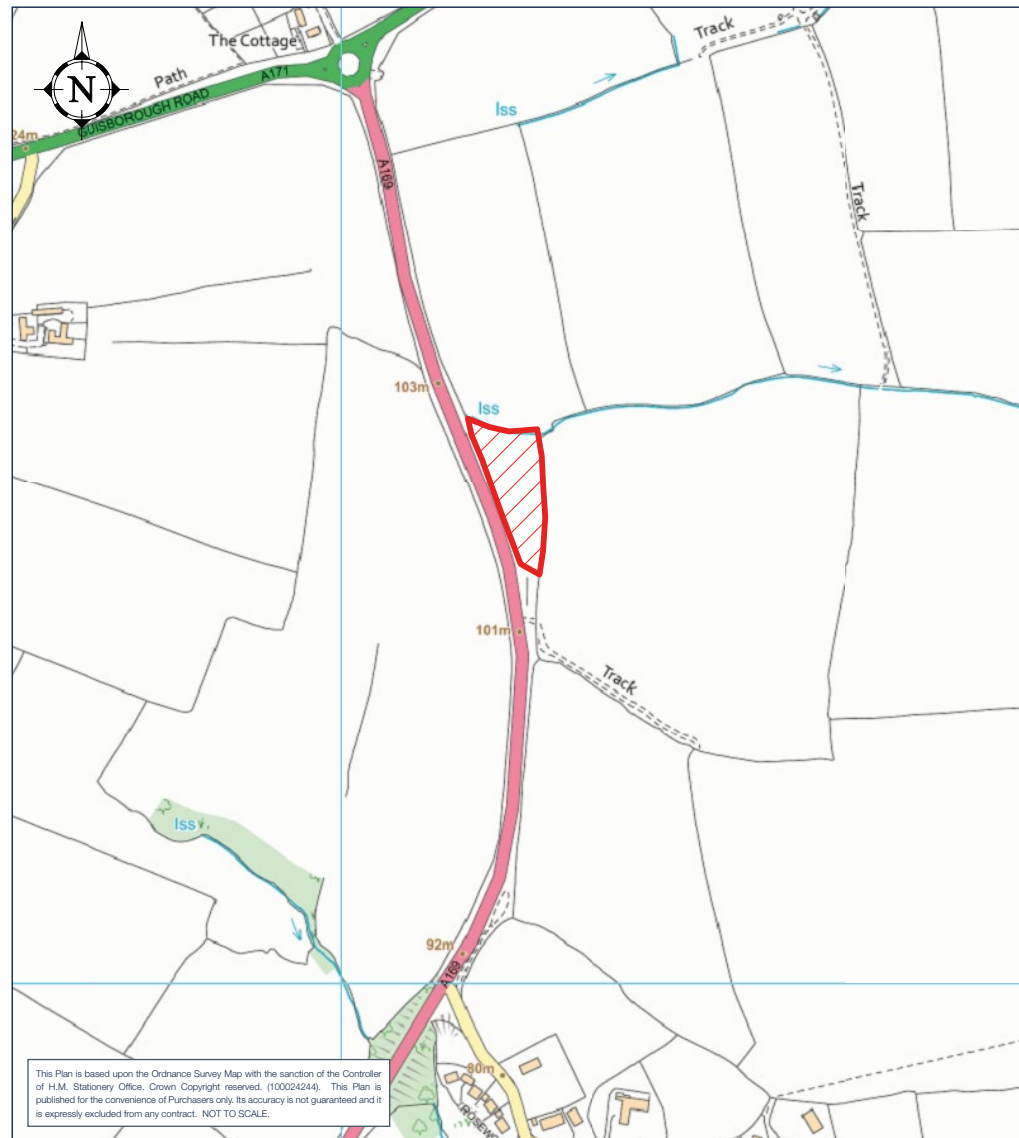 The Cottage
Track
N
Path
A171
GUISBOROUGH ROAD
24m
Iss
A169
Track
103m
Iss
101m
Track
Iss
92m
A169
80m
This Plan is based upon the Ordnance Survey Map with the sanction of the Controller
of H.M. Stationery Office. Crown Copyright reserved. (100024244). This Plan is
published for the convenience of Purchasers only. Its accuracy is not guaranteed and it
is expressly excluded from any contract. NOT TO SCALE.